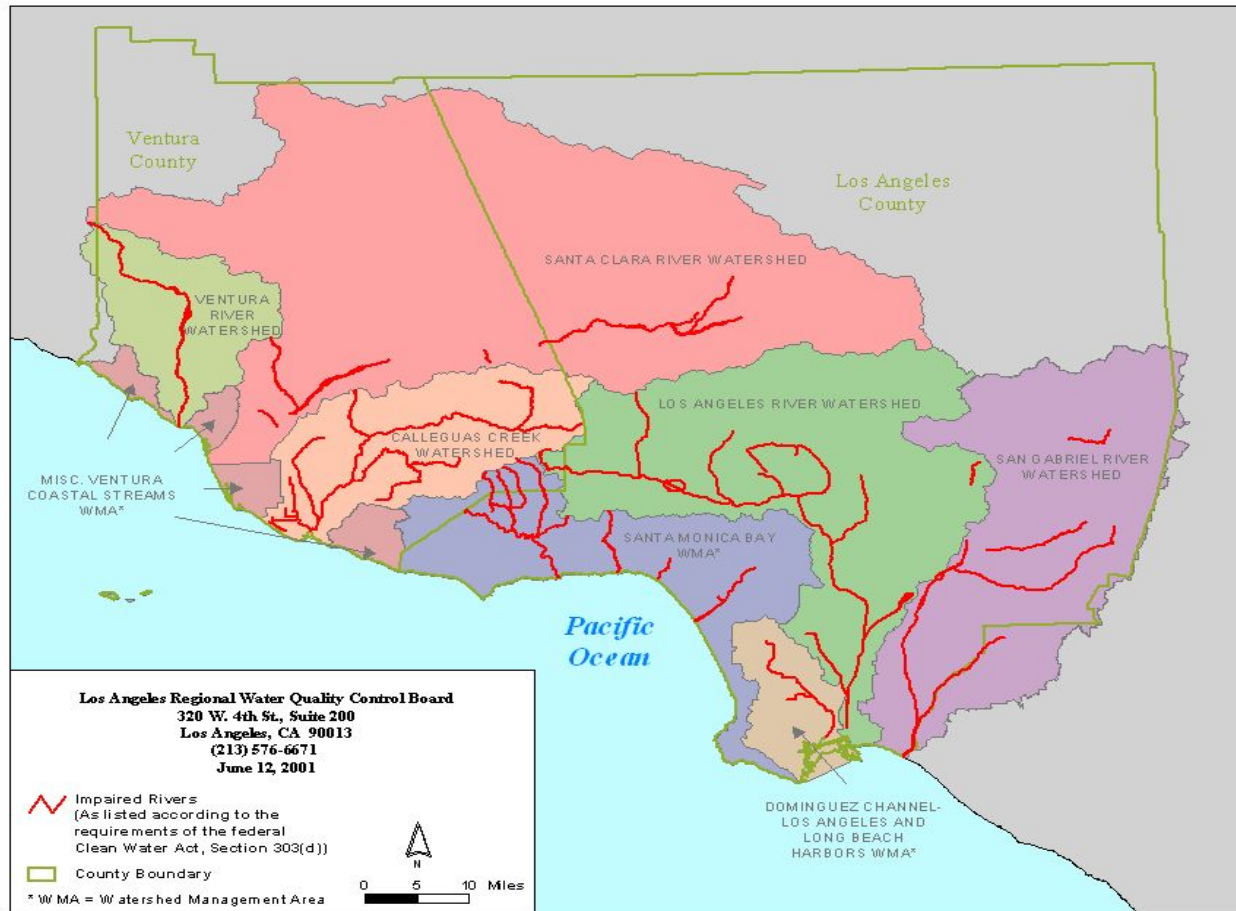 Ventura
County
Los Angeles
County
SANTA CLARA RIVER WATERSHED
VENTURA
RIVER
WATERSHED
LOS ANGELES RIVER WATERSHED
CALLEGUAS CREEK
WATERSHED
SAN GABRIEL RIVER
WATERSHED
MISC. VENTURA
COASTAL STREAMS
WMA*
SANTA MONICA BAY
WMA*
Pacific
Ocean
DOMINGUEZ CHANNEL-
LOS ANGELES AND
LONG BEACH
HARBORS WMA*
Los Angeles Regional Water Quality Control Board
320 W. 4th St., Suite 200
Los Angeles, CA 90013
(213) 576-6671
June 12, 2001
Impaired Rivers
(As listed according to the
requirements of the federal
Clean Water Act, Section 303(d))
County Boundary
* WMA = Watershed Management Area
N
0 5 10 Miles